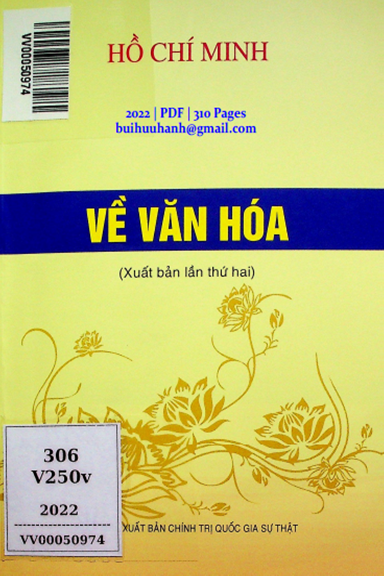 VV00050974
HỒ CHÍ MINH
2022 | PDF | 310 Pages
buihuuhanh@gmail.com
VỀ VĂN HÓA
(Xuất bản lần thứ hai)
306
V250v
2022
VV00050974
XUẤT BẢN CHÍNH TRỊ QUỐC GIA SỰ THẬT